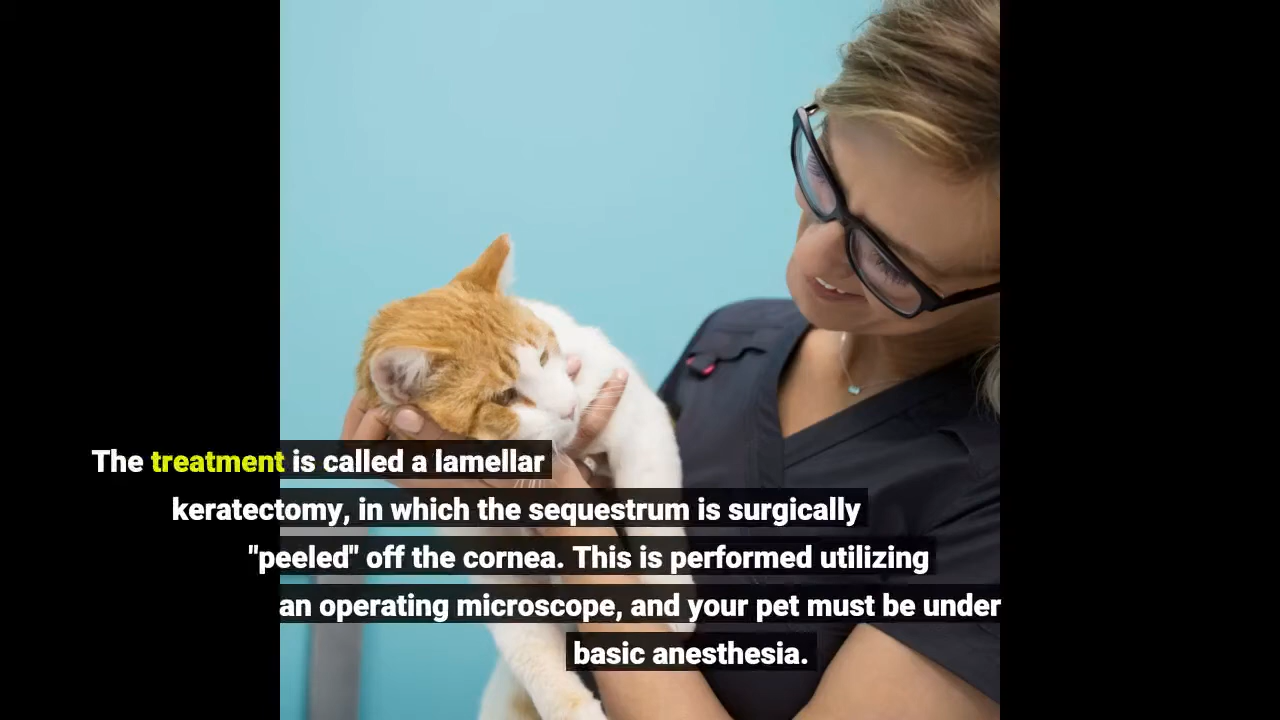 The treatment is called a lamellar
keratectomy, in which the sequestrum is surgically
"peeled" off the cornea. This is performed utilizing
an operating microscope, and your pet must be under
basic anesthesia.